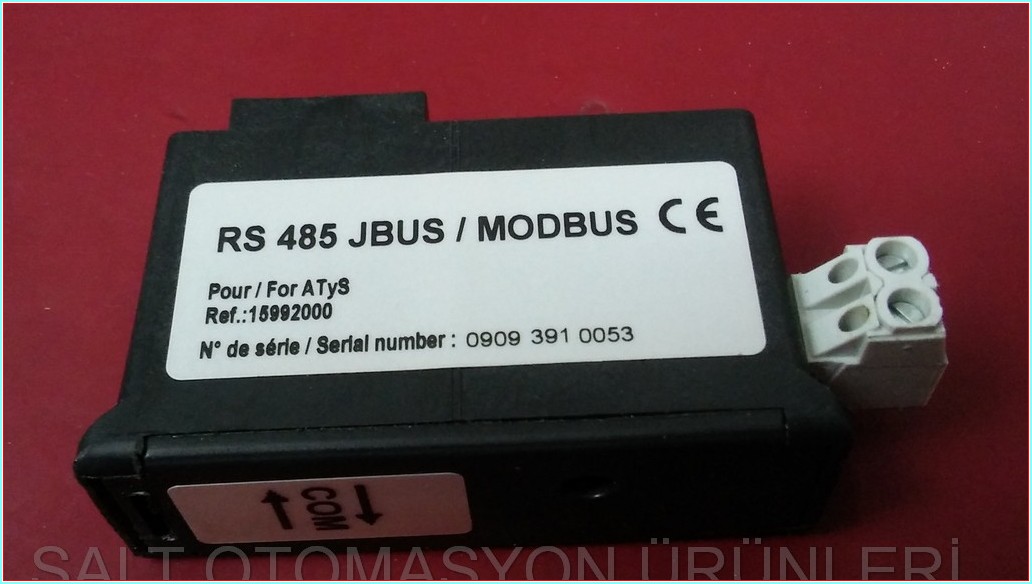 RS 485 JBUS / MODBUS CE
Pour / For ATyS
Ref.:15992000
N° de série / Serial number : 0909 391 0053
COM
SALT OTOMASYON ÜRÜNLERİ